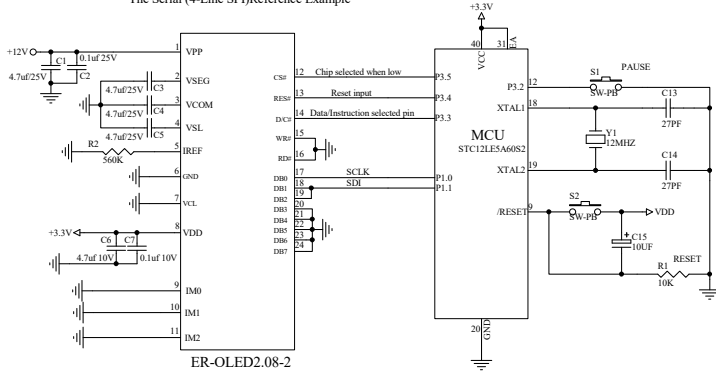 The Serial (4-Line SPI)Reference Example
+12V
C1
0.1uf 25V
4.7uf/25V
C2
1
VPP
4.7uf/25V
C3
2
VSEG
4.7uf/25V
C4
3
VCOM
4.7uf/25V
C5
4
VSL
R2
560K
5
IREF
6
GND
7
VCL
+3.3V
8
VDD
C6
C7
4.7uf 10V
0.1uf 10V
9
IM0
10
IM1
11
IM2
ER-OLED2.08-2
CS#
12
Chip selected when low
P3.5
RES#
13
Reset input
P3.4
D/C#
14
Data/Instruction selected pin
P3.3
WR#
15
RD#
16
DB0
17
SCLK
P1.0
DB1
18
SDI
P1.1
DB2
19
DB3
20
DB4
21
DB5
22
DB6
23
DB7
24
+3.3V
40
VCC
31
EA
MCU
STC12LE5A60S2
20
GND
P3.2
12
S1
PAUSE
SW-PB
XTAL1
18
C13
27PF
Y1
12MHZ
XTAL2
19
C14
27PF
/RESET
9
S2
SW-PB
VDD
+
C15
10UF
R1
RESET
10K